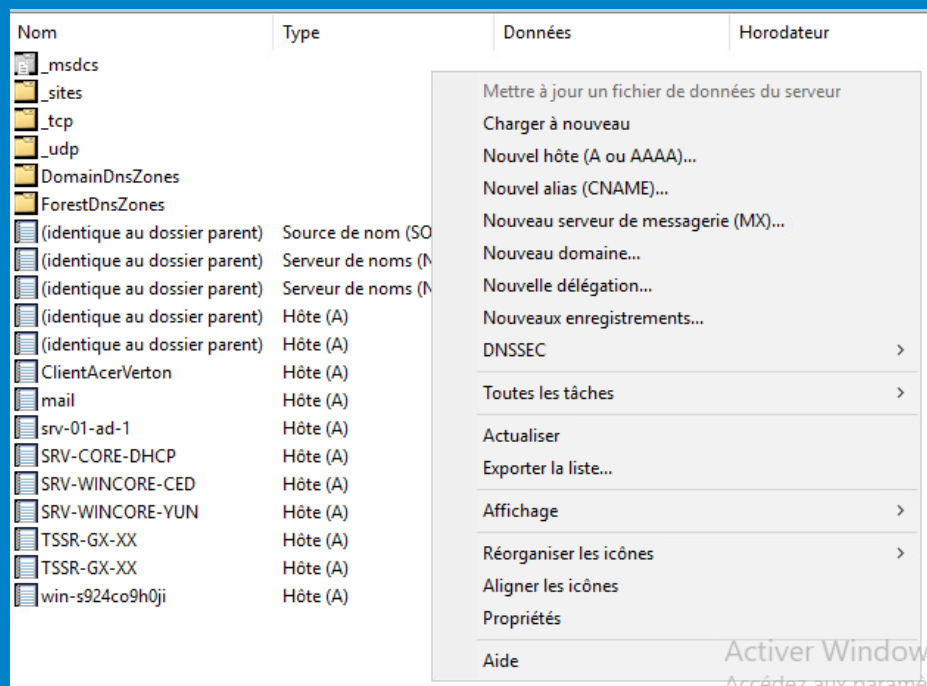 Nom Type Données Horodateur
_msdcs
_sites
_tcp
_udp
DomainDnsZones
ForestDnsZones
(identique au dossier parent) Source de nom (SO
(identique au dossier parent) Serveur de noms (N
(identique au dossier parent) Serveur de noms (N
(identique au dossier parent) Hôte (A)
(identique au dossier parent) Hôte (A)
ClientAcerVerton Hôte (A)
mail Hôte (A)
srv-01-ad-1 Hôte (A)
SRV-CORE-DHCP Hôte (A)
SRV-WINCORE-CED Hôte (A)
SRV-WINCORE-YUN Hôte (A)
TSSR-GX-XX Hôte (A)
TSSR-GX-XX Hôte (A)
win-s924co9h0ji Hôte (A)
Mettre à jour un fichier de données du serveur
Charger à nouveau
Nouvel hôte (A ou AAAA)...
Nouvel alias (CNAME)...
Nouveau serveur de messagerie (MX)...
Nouveau domaine...
Nouvelle délégation...
Nouveaux enregistrements...
DNSSEC
Toutes les tâches
Actualiser
Exporter la liste...
Affichage
Réorganiser les icônes
Aligner les icônes
Propriétés
Aide
Activer Window
Accédez aux paramè